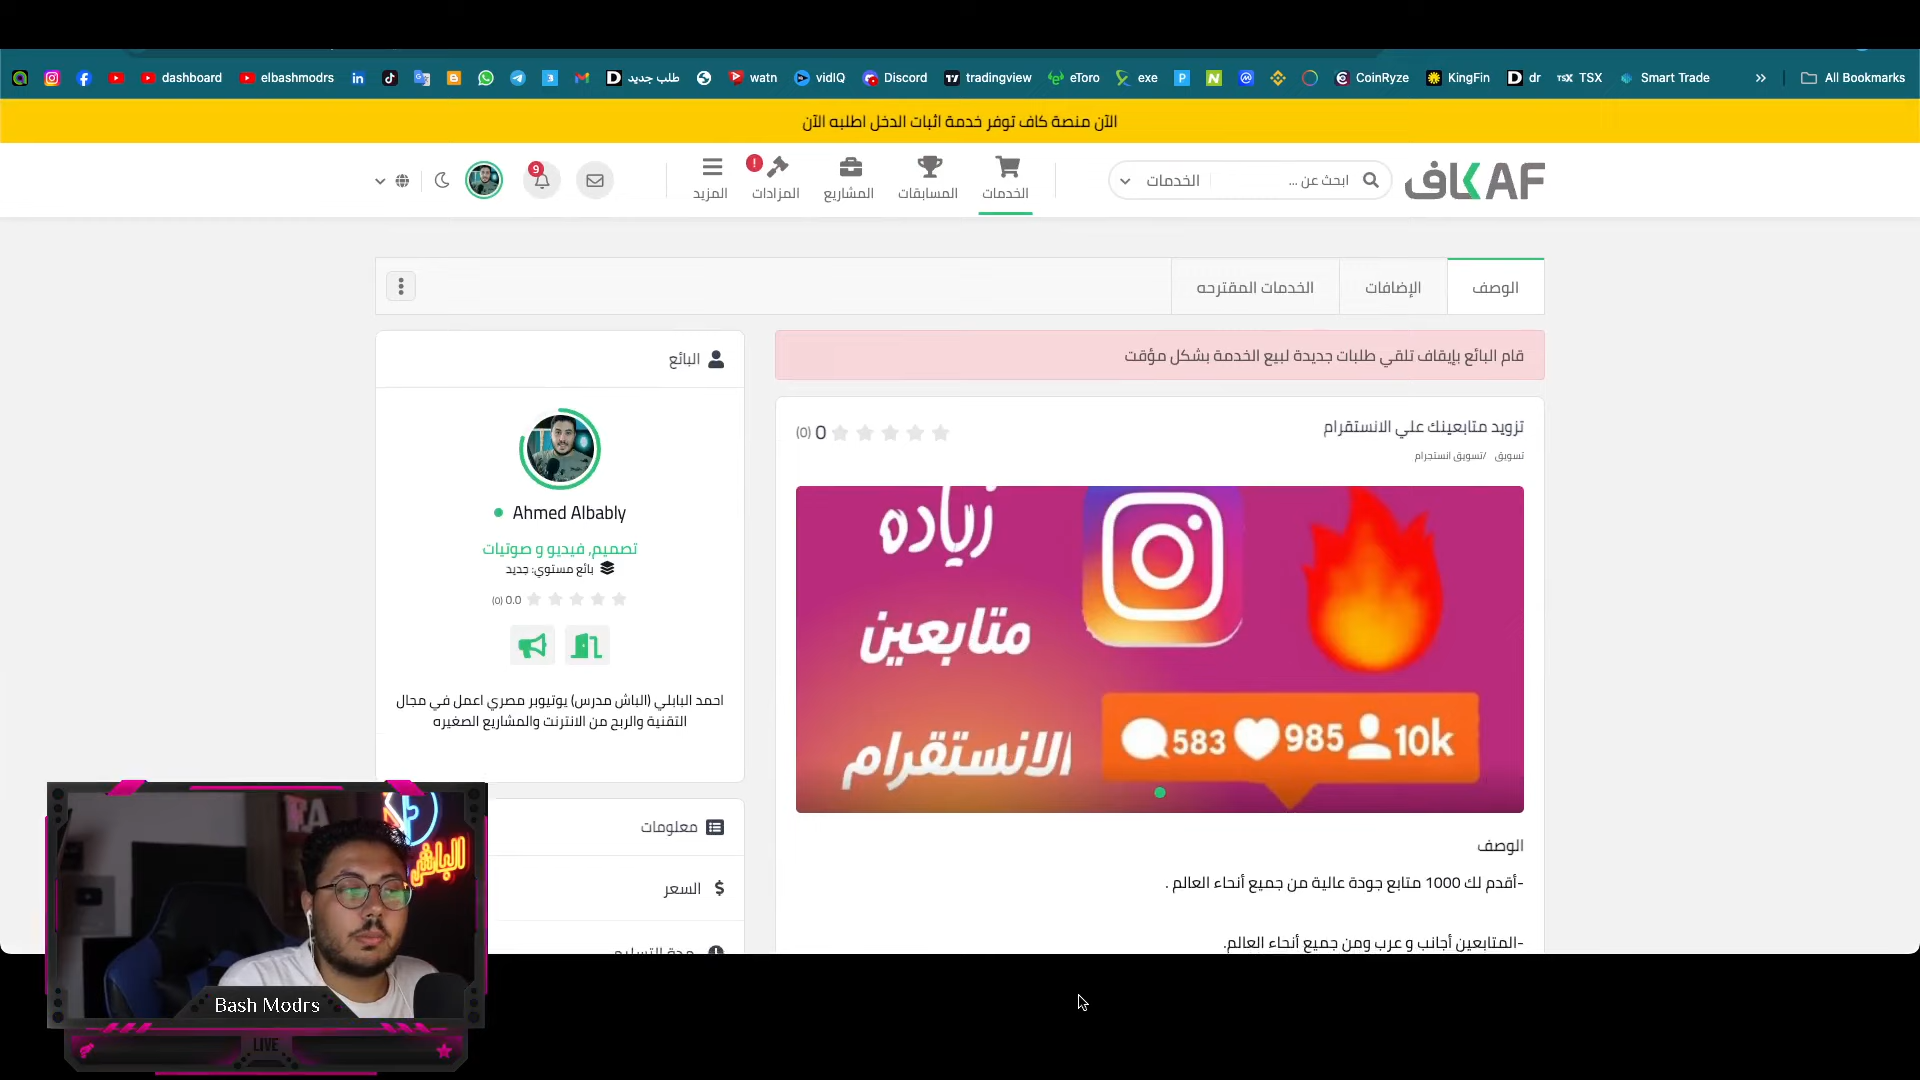 dashboard
elbashmodrs
طلب جديد
watn
vidIQ
Discord
tradingview
eToro
exe
CoinRyze
KingFin
dr
TSX
Smart Trade
All Bookmarks
الآن منصة كاف توفر خدمة اثبات الدخل اطلبه الآن
كاف KAF
ابحث عن ...
الخدمات
الخدمات
المسابقات
المشاريع
المزادات
المزيد
9
الوصف
الإضافات
الخدمات المقترحه
قام البائع بإيقاف تلقي طلبات جديدة لبيع الخدمة بشكل مؤقت
تزويد متابعينك علي الانستقرام
تسويق /تسويق انستجرام
0 (0)
زياده
متابعين
الانستقرام
583 985 10k
الوصف
-أقدم لك 1000 متابع جودة عالية من جميع أنحاء العالم .
-المتابعين أجانب و عرب ومن جميع أنحاء العالم.
البائع
Ahmed Albably
تصميم, فيديو و صوتيات
بائع مستوي: جديد
0.0 (0)
احمد البابلي (الباش مدرس) يوتيوبر مصري اعمل في مجال
التقنية والربح من الانترنت والمشاريع الصغيره
معلومات
السعر
مدة التسليم
الباش
Bash Modrs
LIVE